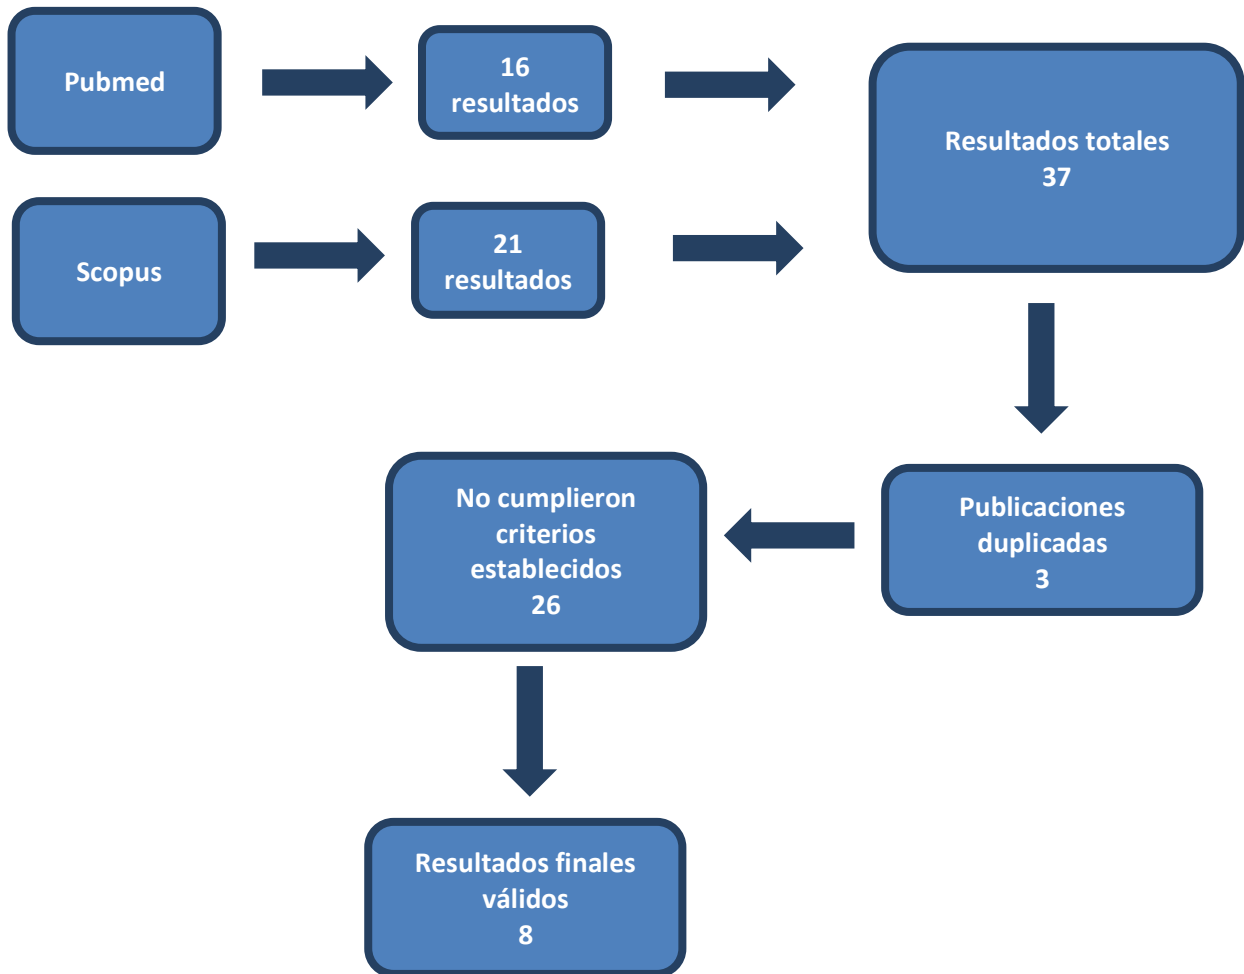 Pubmed
16
resultados
Resultados totales
37
Scopus
21
resultados
No cumplieron
criterios
establecidos
26
Publicaciones
duplicadas
3
Resultados finales
válidos
8